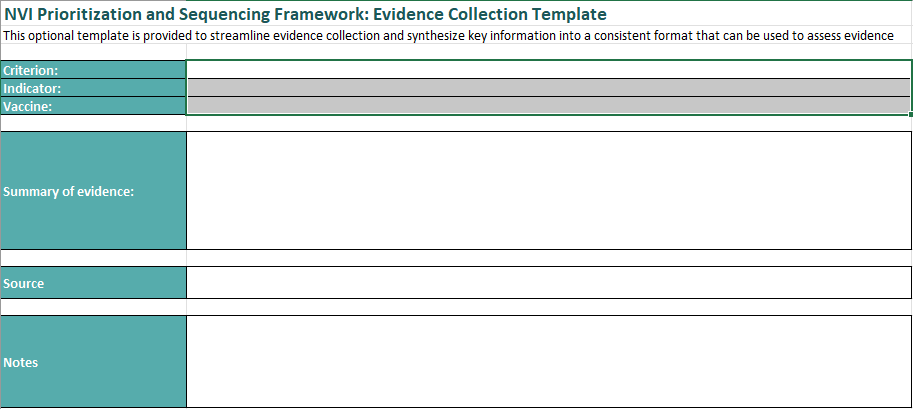 NVI Prioritization and Sequencing Framework: Evidence Collection Template
This optional template is provided to streamline evidence collection and synthesize key information into a consistent format that can be used to assess evidence
Criterion:
Indicator:
Vaccine:
Summary of evidence:
Source
Notes